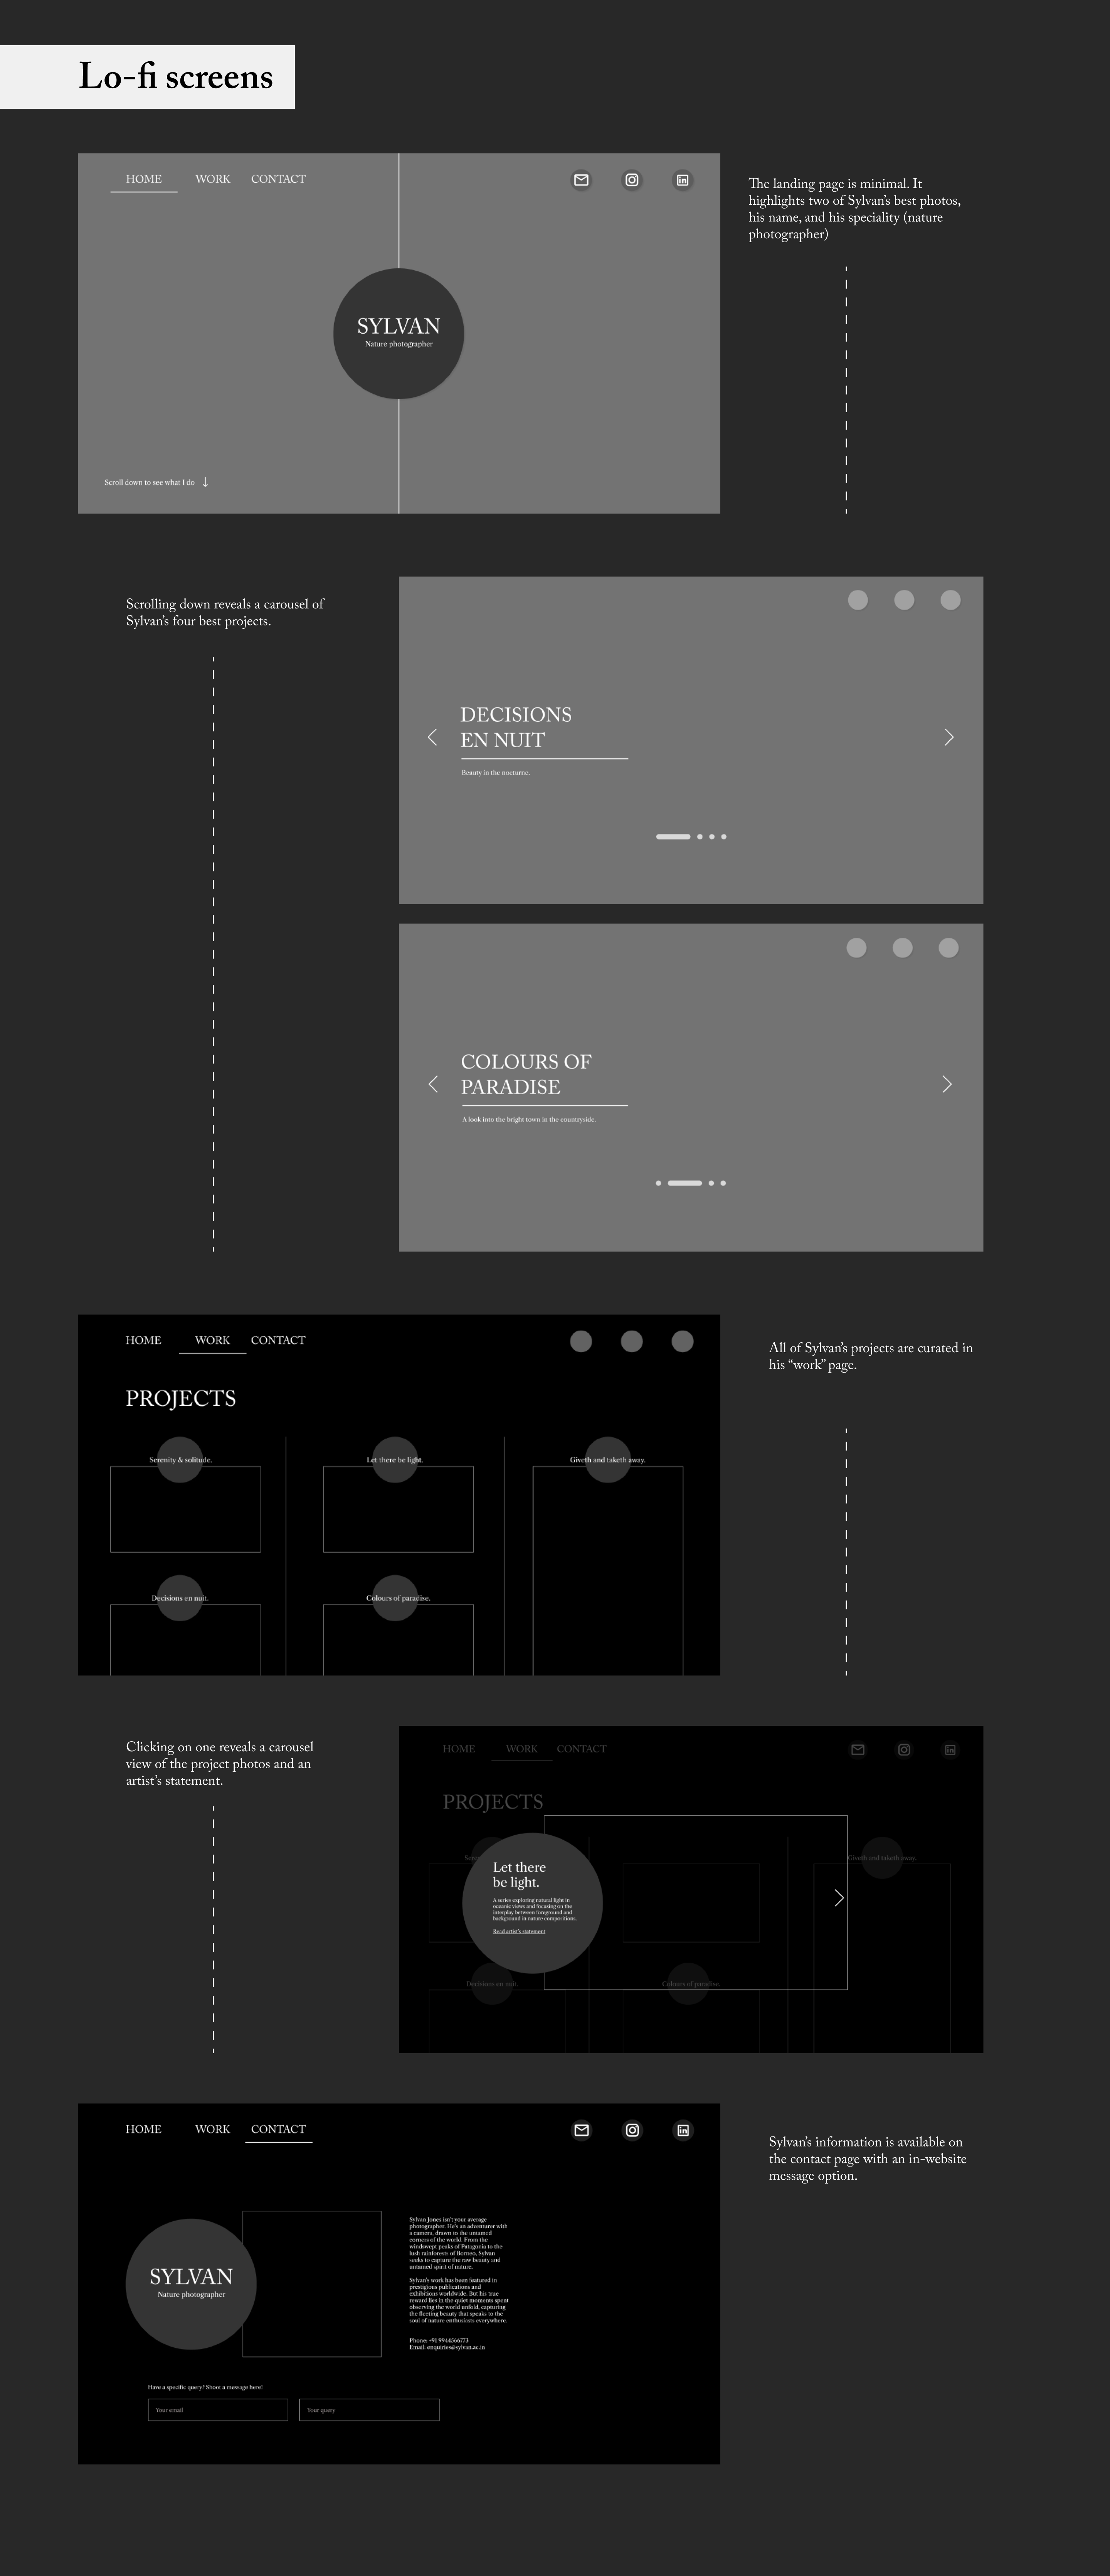 Lo-fi screens
HOME WORK CONTACT
SYLVAN
Nature photographer
Scroll down to see what I do
The landing page is minimal. It
highlights two of Sylvan's best photos,
his name, and his speciality (nature
photographer)
Scrolling down reveals a carousel of
Sylvan's four best projects.
DECISIONS
EN NUIT
Beauty in the nocturne.
COLOURS OF
PARADISE
A look into the bright town in the countryside.
HOME WORK CONTACT
PROJECTS
Serenity & solitude.
Let there be light.
Giveth and taketh away.
Decisions en nuit.
Colours of paradise.
All of Sylvan's projects are curated in
his "work" page.
Clicking on one reveals a carousel
view of the project photos and an
artist's statement.
HOME WORK CONTACT
PROJECTS
Giveth and taketh away.
Let there
be light.
A series exploring natural light in
oceanic views and focusing on the
interplay between foreground and
background in nature compositions.
Read artist's statement
Decisions en nuit.
Colours of paradise.
HOME WORK CONTACT
SYLVAN
Nature photographer
Sylvan Jones isn't your average
photographer. He's an adventurer with
a camera, drawn to the untamed
corners of the world. From the
windswept peaks of Patagonia to the
lush rainforests of Borneo, Sylvan
seeks to capture the raw beauty and
untamed spirit of nature.
Sylvan's work has been featured in
prestigious publications and
exhibitions worldwide. But his true
reward lies in the quiet moments spent
observing the world unfold, capturing
the fleeting beauty that speaks to the
soul of nature enthusiasts everywhere.
Phone: +91 9944566773
Email: enquiries@sylvan.ac.in
Have a specific query? Shoot a message here!
Your email
Your query
Sylvan's information is available on
the contact page with an in-website
message option.